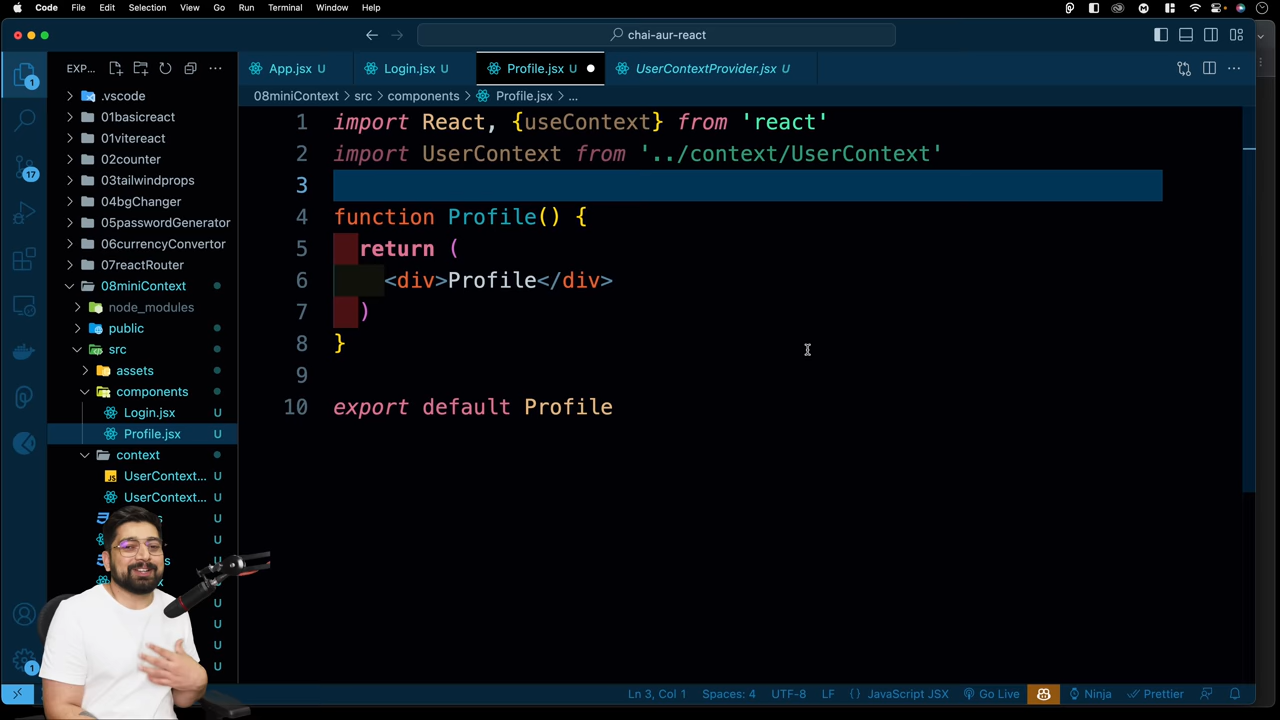 Code File Edit Selection View Go Run Terminal Window Help
chai-aur-react
EXP...
App.jsx U
Login.jsx U
Profile.jsx U
UserContextProvider.jsx U
08miniContext > src > components > Profile.jsx > ...
.vscode
01basicreact
01vitereact
02counter
03tailwindprops
04bgChanger
05passwordGenerator
06currencyConvertor
07reactRouter
08miniContext
node_modules
public
src
assets
components
Login.jsx U
Profile.jsx U
context
UserContext... U
UserContext... U
U
U
U
U
U
1
17
1
1 import React, {useContext} from 'react'
2 import UserContext from '../context/UserContext'
3
4 function Profile() {
5 return (
6 <div>Profile</div>
7 )
8 }
9
10 export default Profile
Ln 3, Col 1 Spaces: 4 UTF-8 LF {} JavaScript JSX Go Live Ninja Prettier